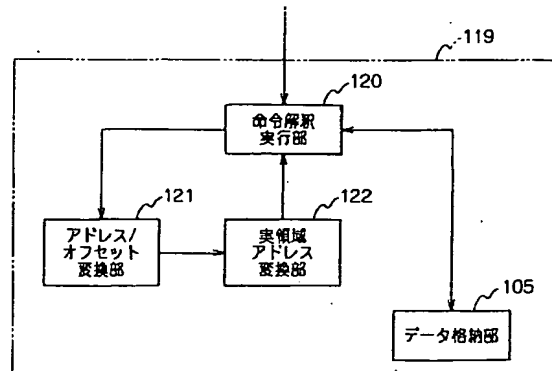 119
120
命令解釈
実行部
121
アドレス/
オフセット
変換部
122
実領域
アドレス
変換部
105
データ格納部